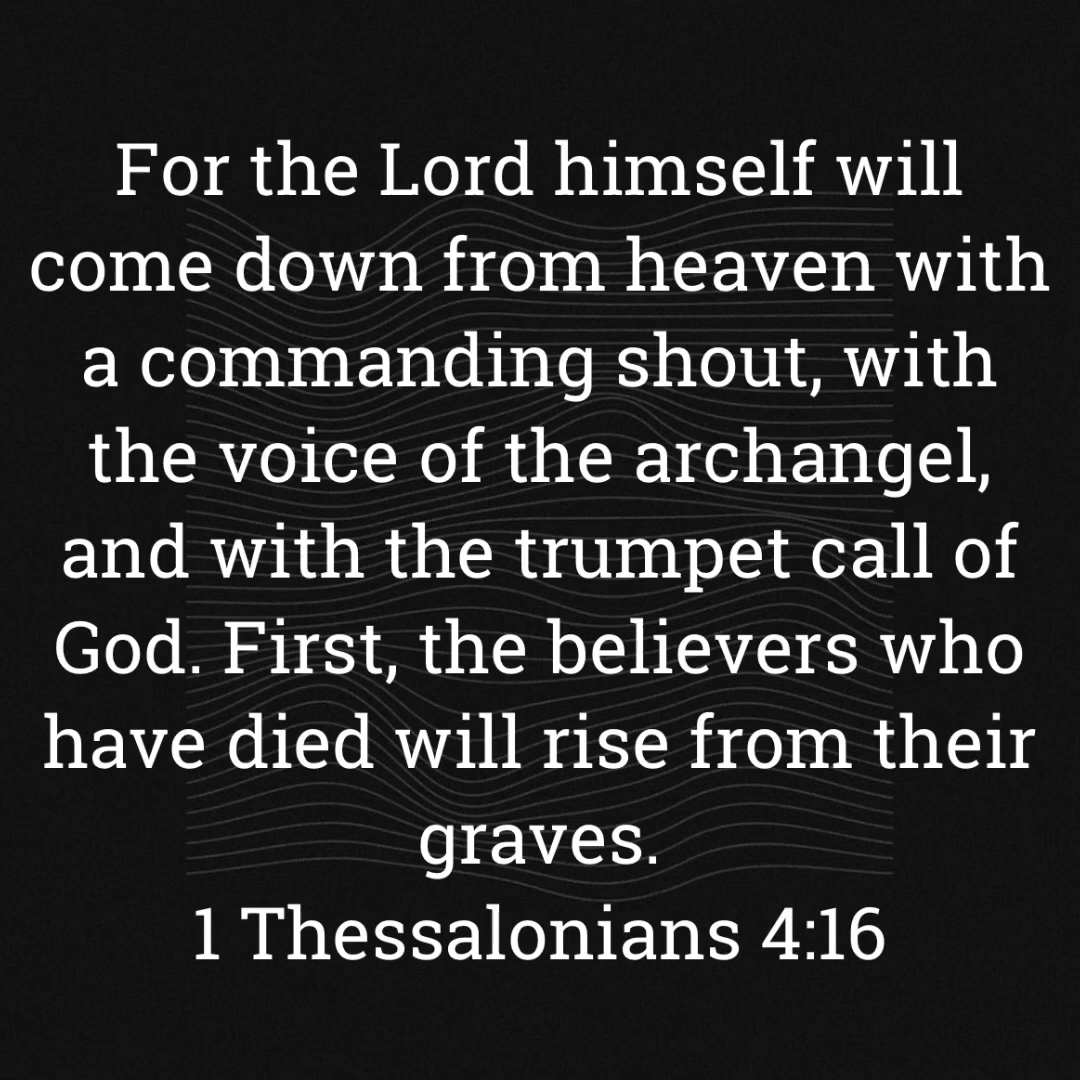 For the Lord himself will
come down from heaven with
a commanding shout, with
the voice of the archangel,
and with the trumpet call of
God. First, the believers who
have died will rise from their
graves.
1 Thessalonians 4:16